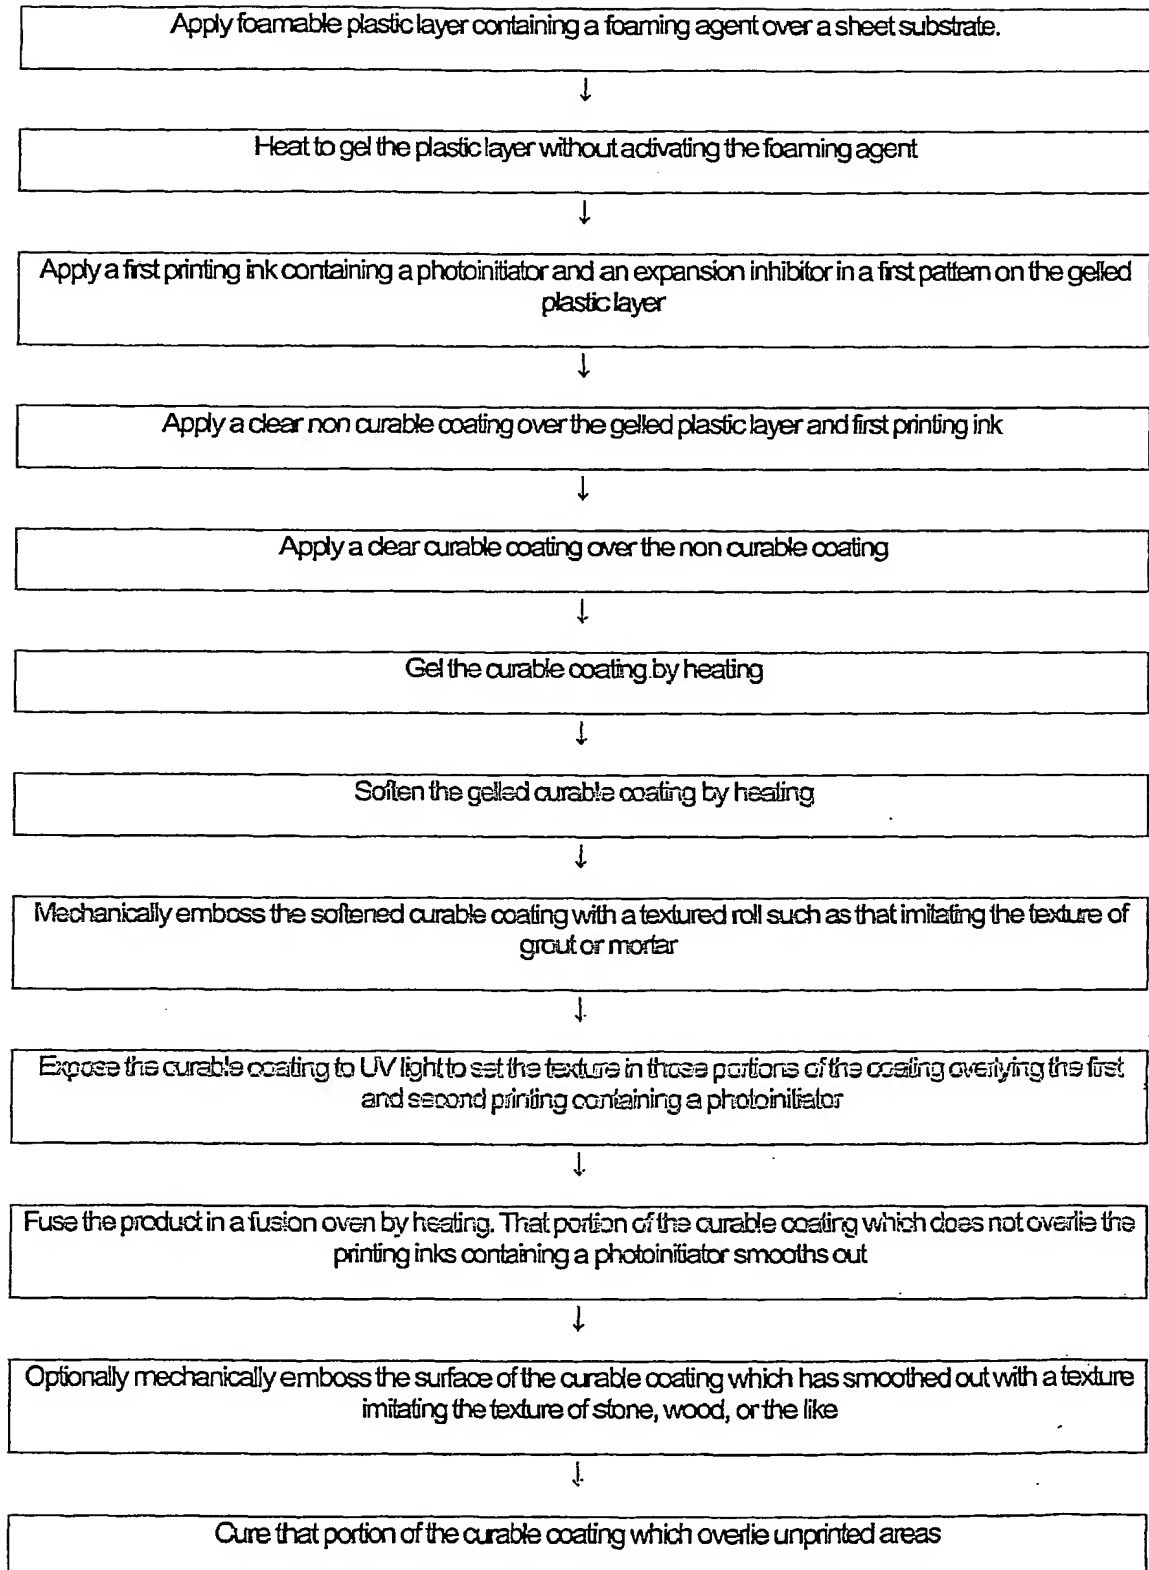 Apply foamable plastic layer containing a foaming agent over a sheet substrate.
↓
Heat to gel the plastic layer without activating the foaming agent
↓
Apply a first printing ink containing a photoinitiator and an expansion inhibitor in a first pattern on the gelled
plastic layer
↓
Apply a clear non curable coating over the gelled plastic layer and first printing ink
↓
Apply a clear curable coating over the non curable coating
↓
Gel the curable coating by heating
↓
Soften the gelled curable coating by heating
↓
Mechanically emboss the softened curable coating with a textured roll such as that imitating the texture of
grout or mortar
↓
Expose the curable coating to UV light to set the texture in those portions of the coating overlying the first
and second printing containing a photoinitiator
↓
Fuse the product in a fusion oven by heating. That portion of the curable coating which does not overlie the
printing inks containing a photoinitiator smooths out
↓
Optionally mechanically emboss the surface of the curable coating which has smoothed out with a texture
imitating the texture of stone, wood, or the like
↓
Cure that portion of the curable coating which overlie unprinted areas